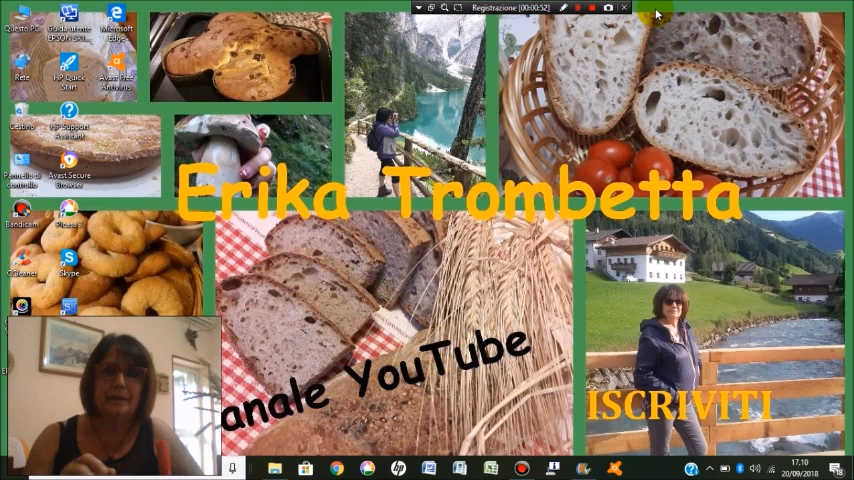 Registrazione [00:00:52]
Questo PC
Guida utente
EPSON SX1...
Microsoft
Edge
Rete
HP Quick
Start
Avast Free
Antivirus
Cestino
HP Support
Assistant
Pannello di
controllo
Avast Secure
Browser
Erika Trombetta
Bandicam
Picasa 3
CCleaner
Skype
anale YouTube
ISCRIVITI
17.10
20/09/2018